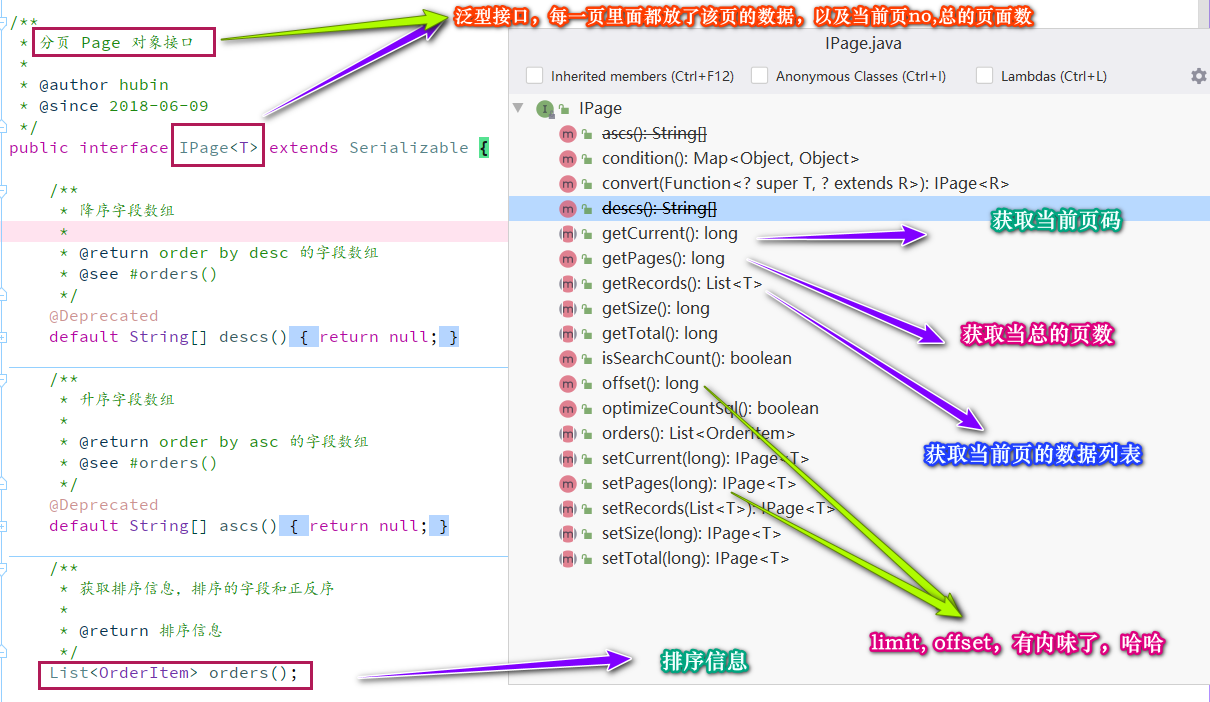 /**
* 分页 Page 对象接口
*
* @author hubin
* @since 2018-06-09
*/
public interface IPage<T> extends Serializable {
/**
* 降序字段数组
*
* @return order by desc 的字段数组
* @see #orders()
*/
@Deprecated
default String[] descs() { return null; }
/**
* 升序字段数组
*
* @return order by asc 的字段数组
* @see #orders()
*/
@Deprecated
default String[] ascs() { return null; }
/**
* 获取排序信息，排序的字段和正反序
*
* @return 排序信息
*/
List<OrderItem> orders();
泛型接口，每一页里面都放了该页的数据，以及当前页no,总的页面数
IPage.java
Inherited members (Ctrl+F12)
Anonymous Classes (Ctrl+I)
Lambdas (Ctrl+L)
I IPage
m ascs(): String[]
m condition(): Map<Object, Object>
m convert(Function<? super T, ? extends R>): IPage<R>
m descs(): String[]
m getCurrent(): long
m getPages(): long
m getRecords(): List<T>
m getSize(): long
m getTotal(): long
m isSearchCount(): boolean
m offset(): long
m optimizeCountSql(): boolean
m orders(): List<OrderItem>
m setCurrent(long): IPage<T>
m setPages(long): IPage<T>
m setRecords(List<T>): IPage<T>
m setSize(long): IPage<T>
m setTotal(long): IPage<T>
获取当前页码
获取当总的页数
获取当前页的数据列表
limit, offset，有内味了，哈哈
排序信息